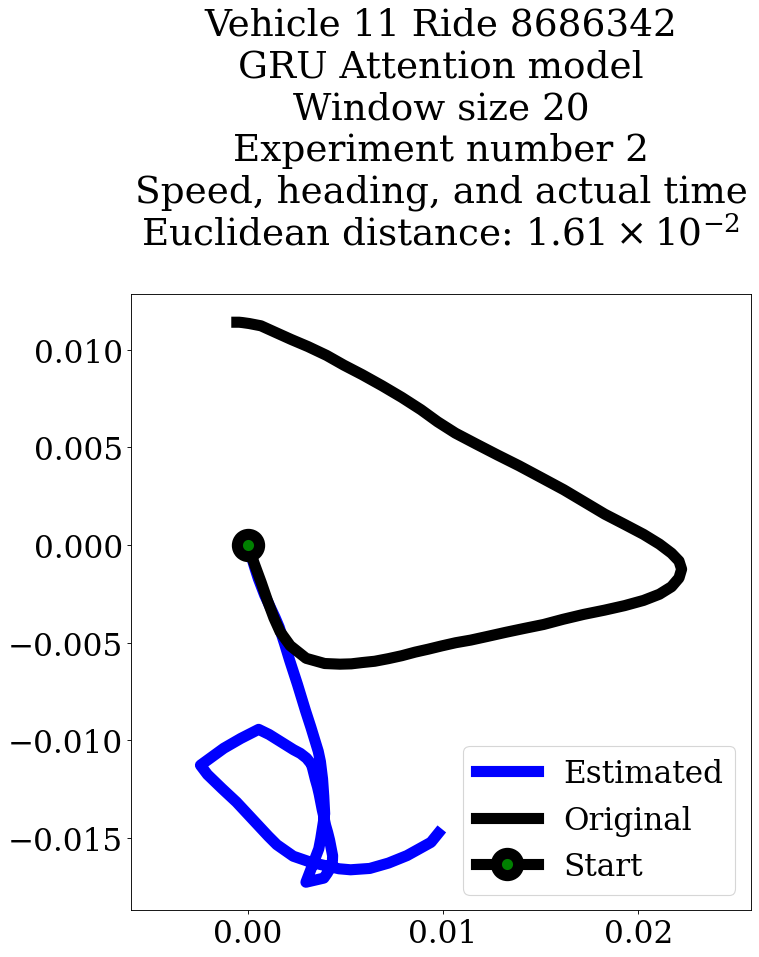 Vehicle 11 Ride 8686342
GRU Attention model
Window size 20
Experiment number 2
Speed, heading, and actual time
Euclidean distance: 1.61 × 10⁻²
0.010
0.005
0.000
−0.005
−0.010
−0.015
Estimated
Original
Start
0.00 0.01 0.02